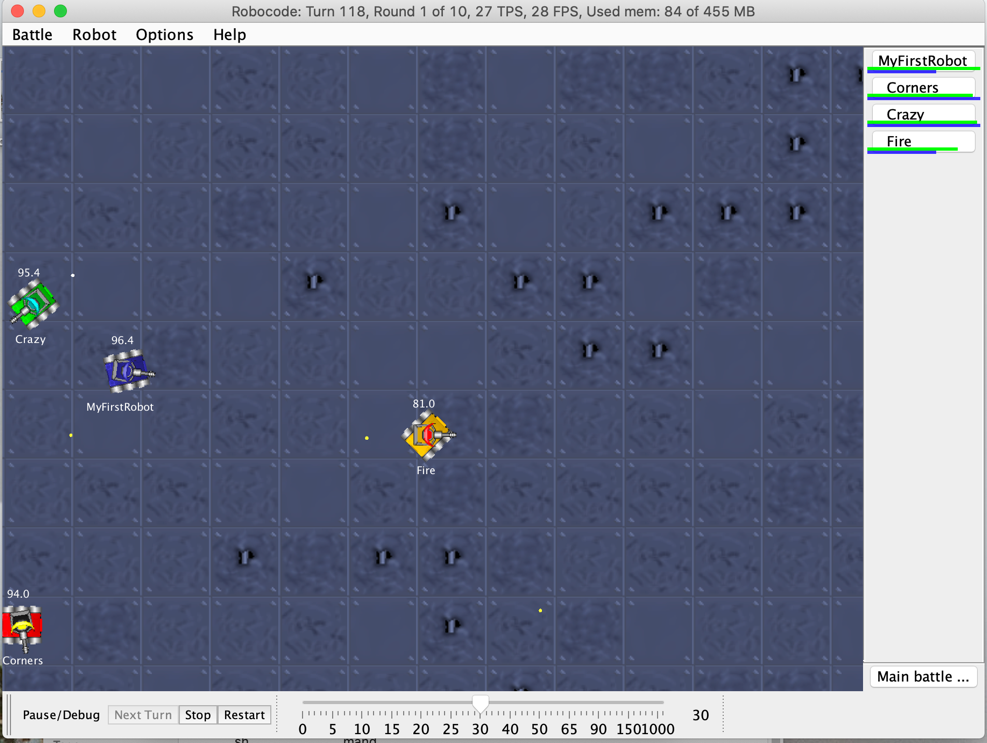 Robocode: Turn 118, Round 1 of 10, 27 TPS, 28 FPS, Used mem: 84 of 455 MB
Battle Robot Options Help
MyFirstRobot
Corners
Crazy
Fire
95.4
Crazy
96.4
MyFirstRobot
81.0
Fire
94.0
Corners
Main battle ...
Pause/Debug Next Turn Stop Restart
0 5 10 15 20 25 30 40 50 65 90 150 1000
30